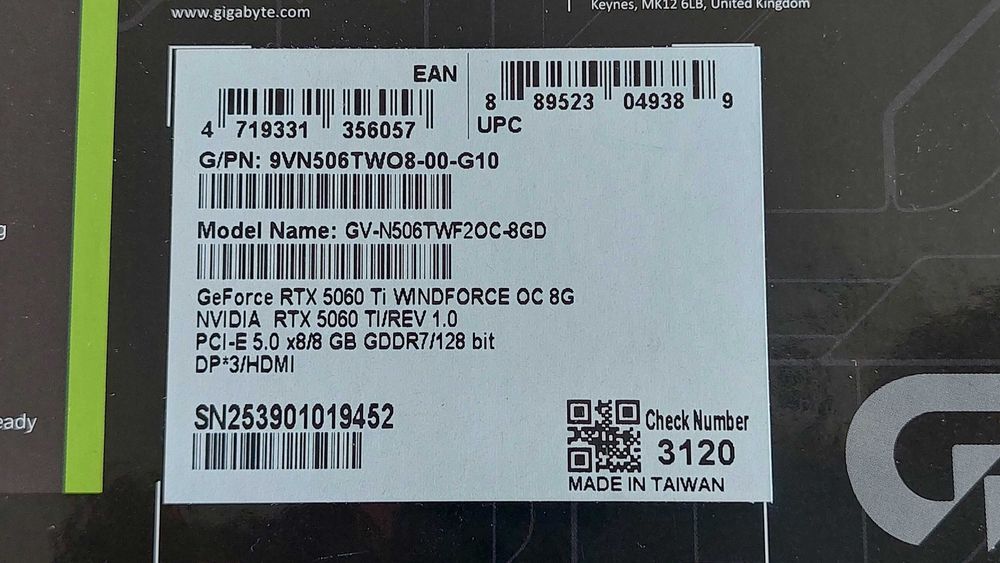 www.gigabyte.com
Keynes, MK12 6LB, United Kingdom
EAN
4 719331 356057
8 89523 04938 9
UPC
G/PN: 9VN506TWO8-00-G10
Model Name: GV-N506TWF2OC-8GD
GeForce RTX 5060 Ti WINDFORCE OC 8G
NVIDIA RTX 5060 TI/REV 1.0
PCI-E 5.0 x8/8 GB GDDR7/128 bit
DP*3/HDMI
SN253901019452
Check Number
3120
MADE IN TAIWAN
eady